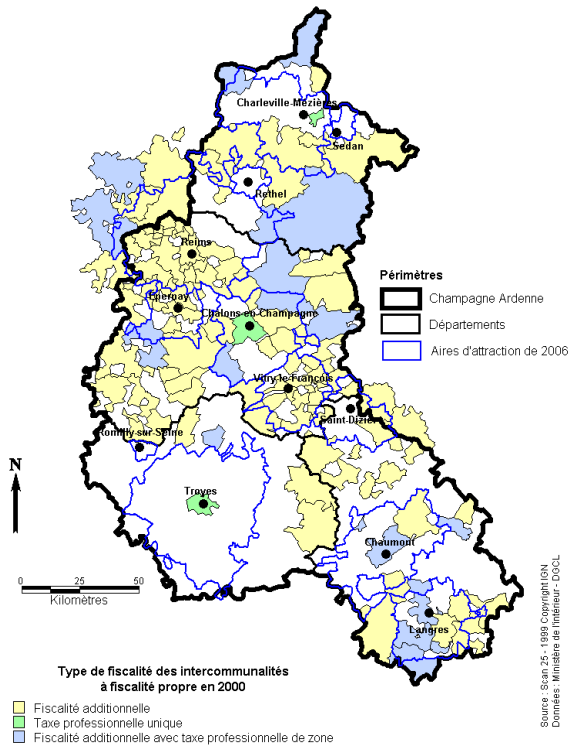 Charleville-Mézières
Sedan
Rethel
Reims
Epernay
Chalons-en-Champagne
Vitry-le-François
Saint-Dizier
Romilly-sur-Seine
Troyes
Chaumont
Langres
Périmètres
Champagne Ardenne
Départements
Aires d'attraction de 2006
N
0 25 50
Kilomètres
Type de fiscalité des intercommunalités
à fiscalité propre en 2000
Fiscalité additionnelle
Taxe professionnelle unique
Fiscalité additionnelle avec taxe professionnelle de zone
Source : Scan 25 - 1999 Copyright IGN
Données : Ministère de l'Intérieur - DGCL